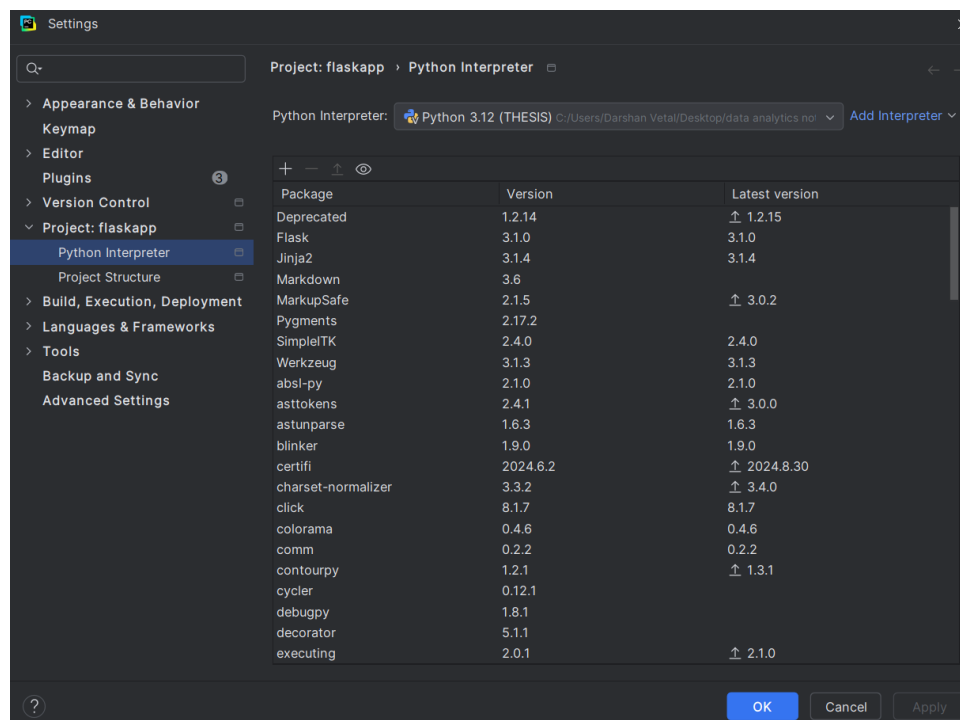 Settings
Project: flaskapp › Python Interpreter
Appearance & Behavior
Keymap
Editor
Plugins 3
Version Control
Project: flaskapp
Python Interpreter
Project Structure
Build, Execution, Deployment
Languages & Frameworks
Tools
Backup and Sync
Advanced Settings
Python Interpreter: Python 3.12 (THESIS) C:/Users/Darshan Vetal/Desktop/data analytics Add Interpreter
Package Version Latest version
Deprecated 1.2.14 1.2.15
Flask 3.1.0 3.1.0
Jinja2 3.1.4 3.1.4
Markdown 3.6
MarkupSafe 2.1.5 3.0.2
Pygments 2.17.2
SimpleITK 2.4.0 2.4.0
Werkzeug 3.1.3 3.1.3
absl-py 2.1.0 2.1.0
asttokens 2.4.1 3.0.0
astunparse 1.6.3 1.6.3
blinker 1.9.0 1.9.0
certifi 2024.6.2 2024.8.30
charset-normalizer 3.3.2 3.4.0
click 8.1.7 8.1.7
colorama 0.4.6 0.4.6
comm 0.2.2 0.2.2
contourpy 1.2.1 1.3.1
cycler 0.12.1
debugpy 1.8.1
decorator 5.1.1
executing 2.0.1 2.1.0
? OK Cancel Apply